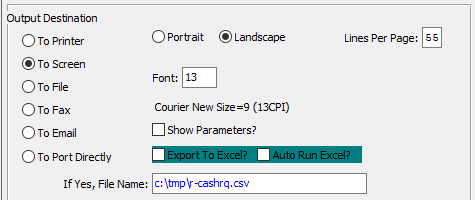 Output Destination
To Printer
Portrait
Landscape
Lines Per Page: 55
To Screen
Font: 13
To File
To Fax
Courier New Size=9 (13CPI)
To Email
Show Parameters?
To Port Directly
Export To Excel?
Auto Run Excel?
If Yes, File Name: c:\tmp\r-cashrq.csv